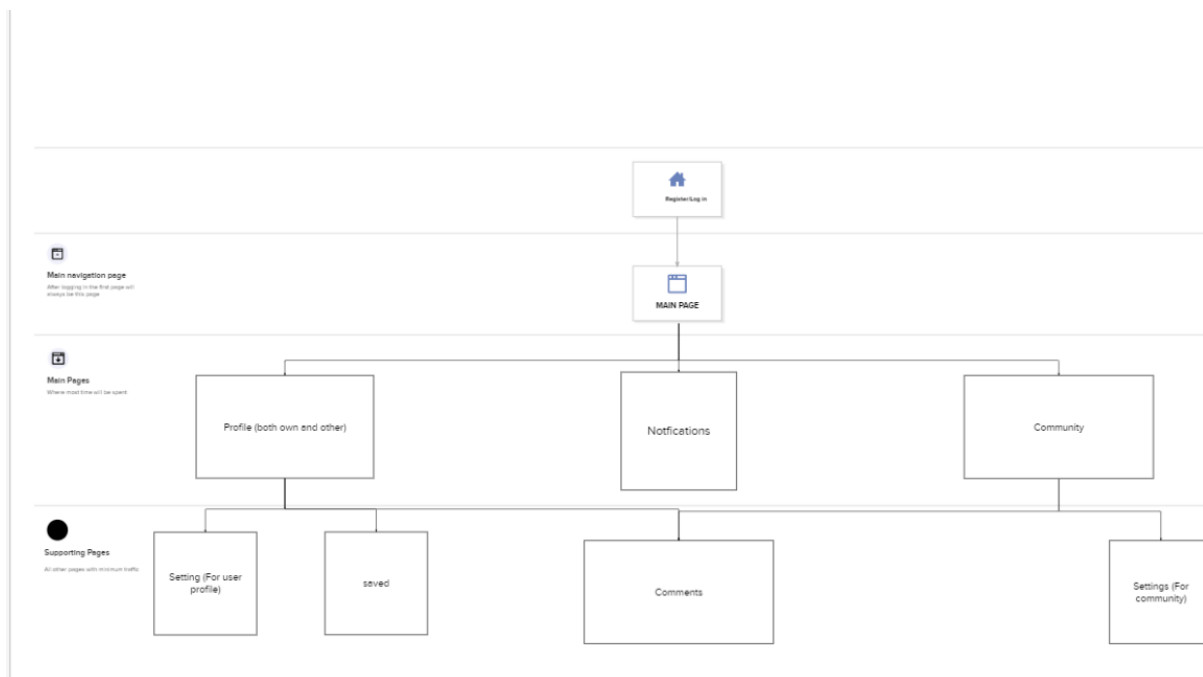 Register/Log in
Main navigation page
After logging in the first page will
always be this page
MAIN PAGE
Main Pages
Where most time will be spent
Profile (both own and other)
Notfications
Community
Supporting Pages
All other pages with minimum traffic
Setting (For user
profile)
saved
Comments
Settings (For
community)